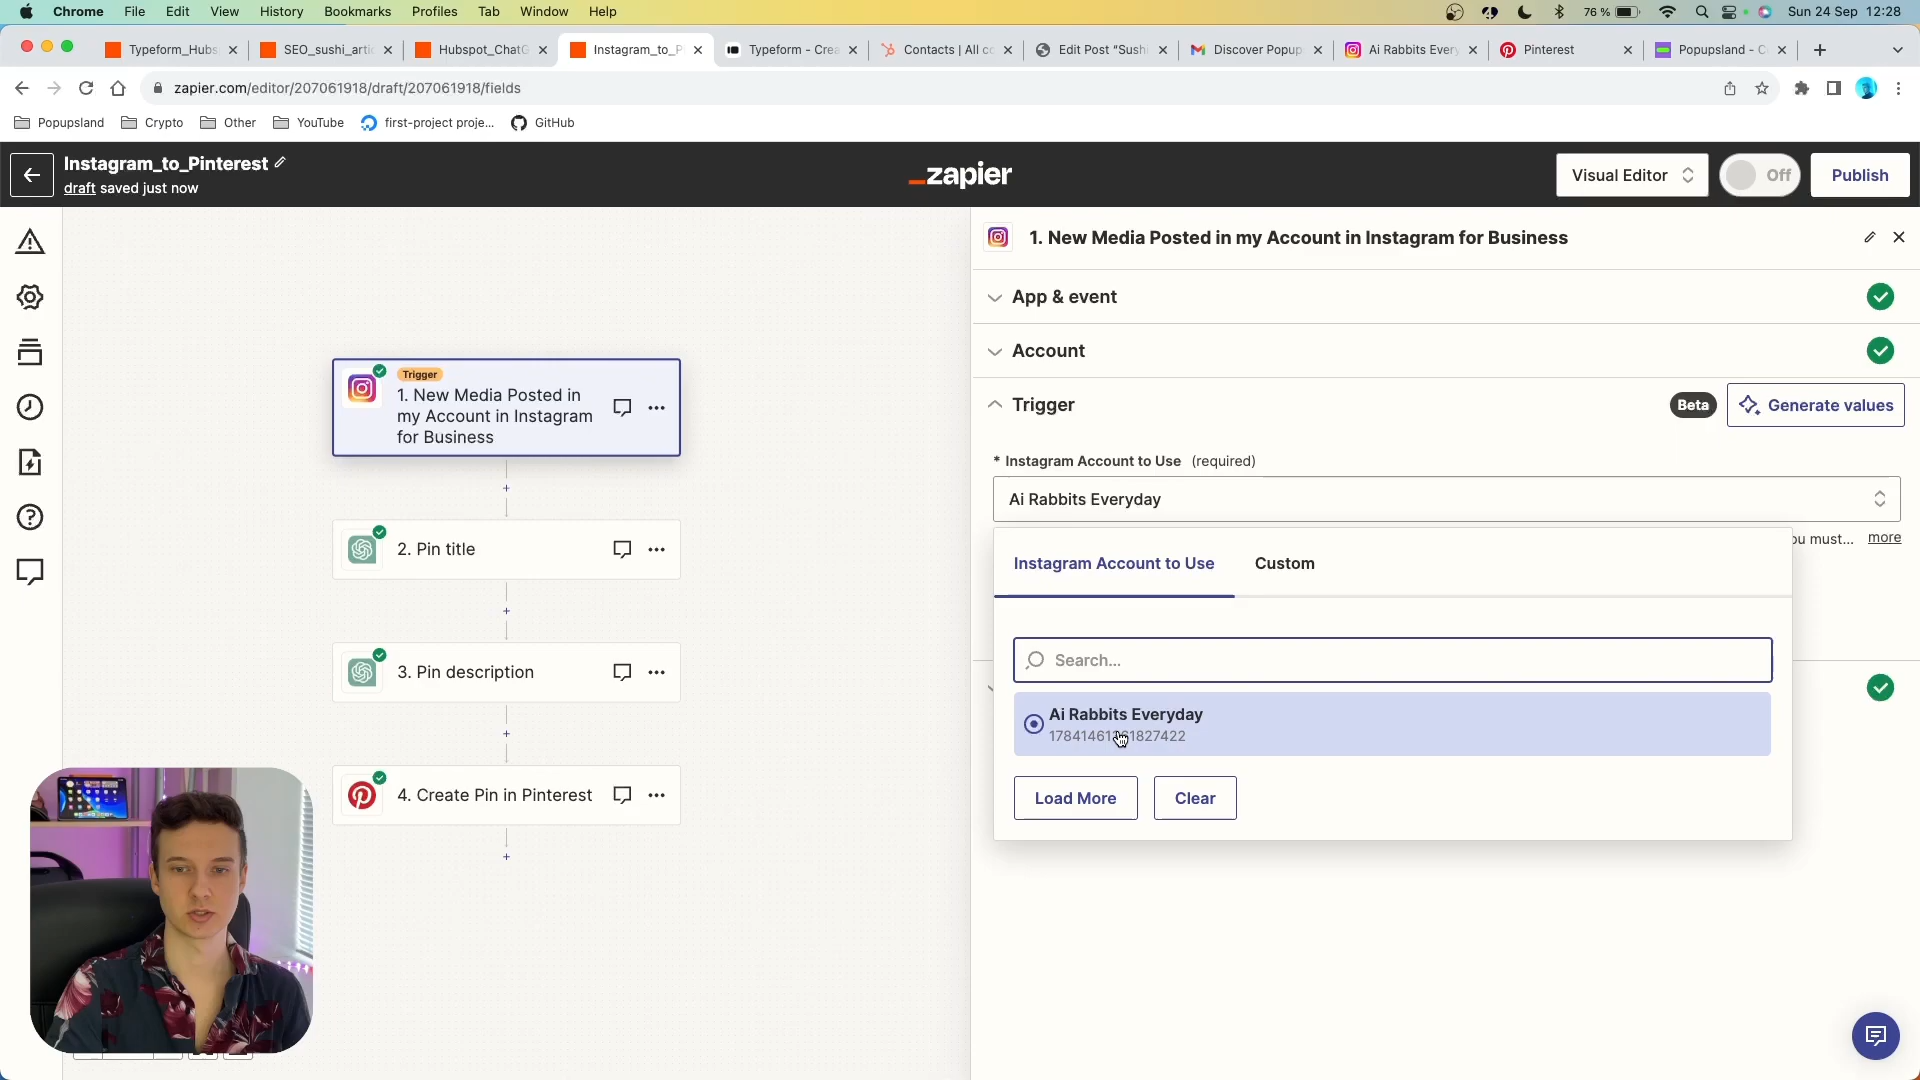 Chrome File Edit View History Bookmarks Profiles Tab Window Help
76 % Sun 24 Sep 12:28
Typeform_Hubs
SEO_sushi_artic
Hubspot_ChatG
Instagram_to_P
Typeform - Crea
Contacts | All co
Edit Post "Sushi
Discover Popup
Ai Rabbits Every
Pinterest
Popupsland - C
zapier.com/editor/207061918/draft/207061918/fields
Popupsland Crypto Other YouTube first-project proje... GitHub
Instagram_to_Pinterest
draft saved just now
_zapier
Visual Editor
Off
Publish
Trigger
1. New Media Posted in
my Account in Instagram
for Business
2. Pin title
3. Pin description
4. Create Pin in Pinterest
1. New Media Posted in my Account in Instagram for Business
App & event
Account
Trigger
Beta
Generate values
* Instagram Account to Use (required)
Ai Rabbits Everyday
ou must... more
Instagram Account to Use
Custom
Search...
Ai Rabbits Everyday
Load More
Clear